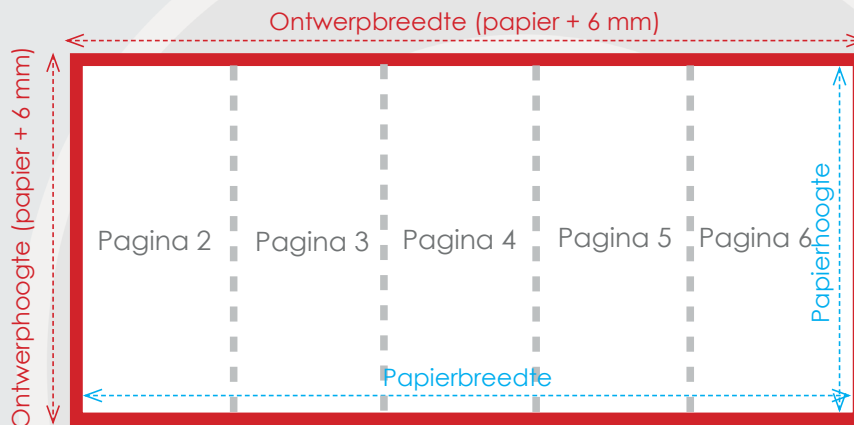 Ontwerpbreedte (papier + 6 mm)
Ontwerphoogte (papier + 6 mm)
Pagina 2
Pagina 3
Pagina 4
Pagina 5
Pagina 6
Papierhoogte
Papierbreedte